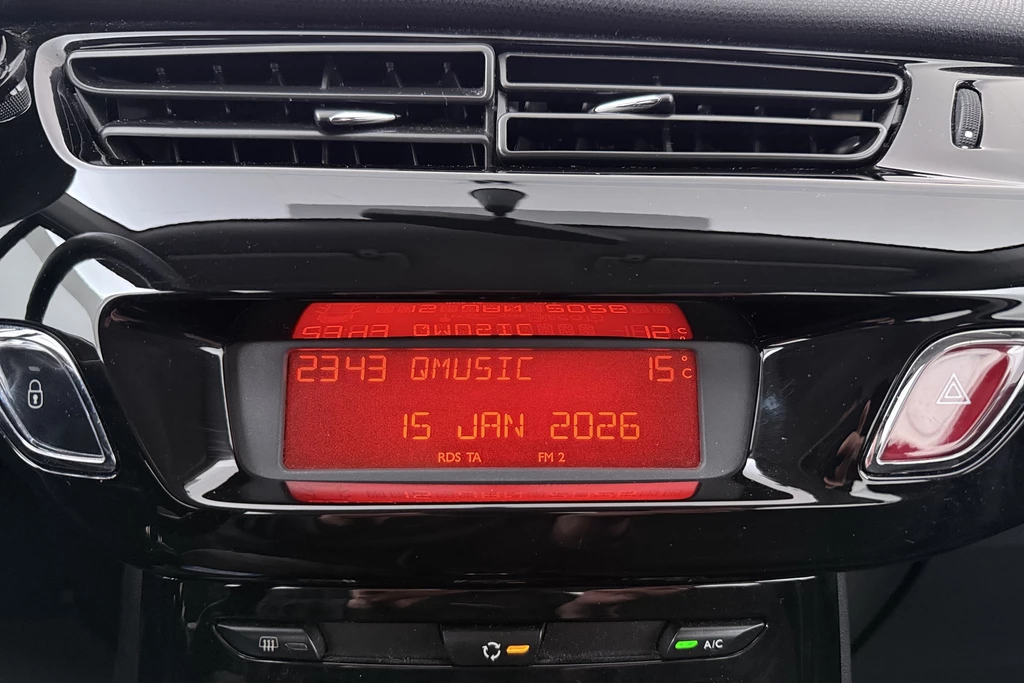 2343 QMUSIC 15°C
15 JAN 2026
RDS TA FM 2
A/C